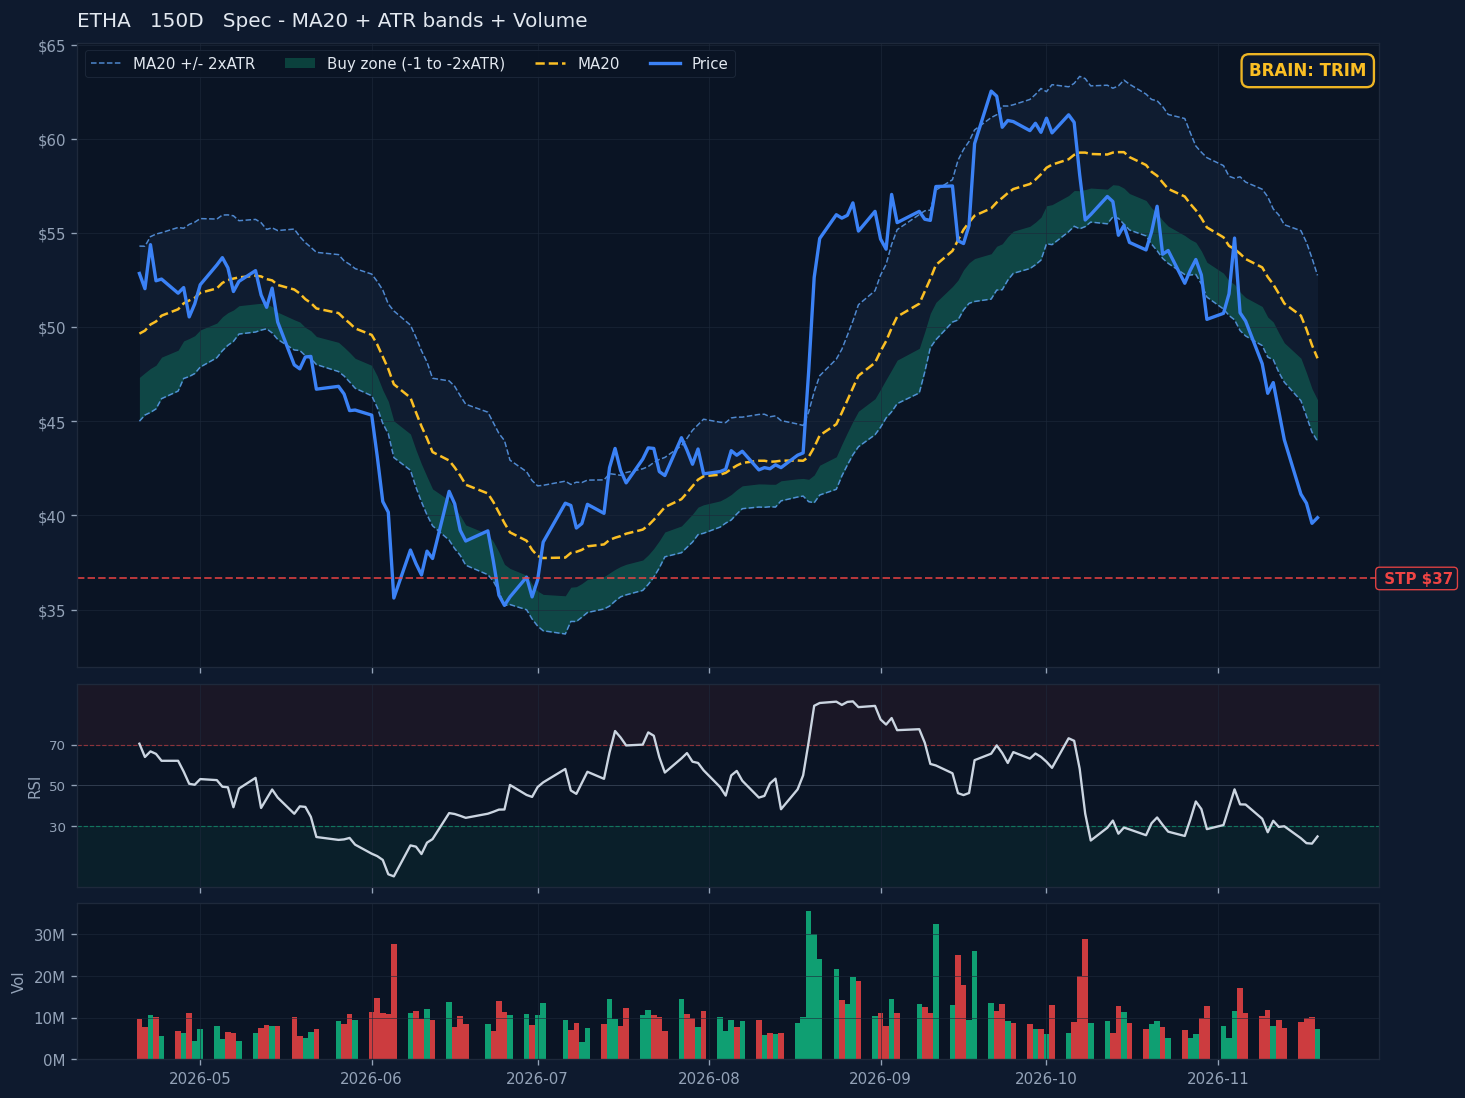 ETHA   150D   Spec - MA20 + ATR bands + Volume
MA20 +/- 2xATR
Buy zone (-1 to -2xATR)
MA20
Price
BRAIN: TRIM
$65
$60
$55
$50
$45
$40
$35
STP $37
RSI
70
50
30
Vol
30M
20M
10M
0M
2026-05
2026-06
2026-07
2026-08
2026-09
2026-10
2026-11